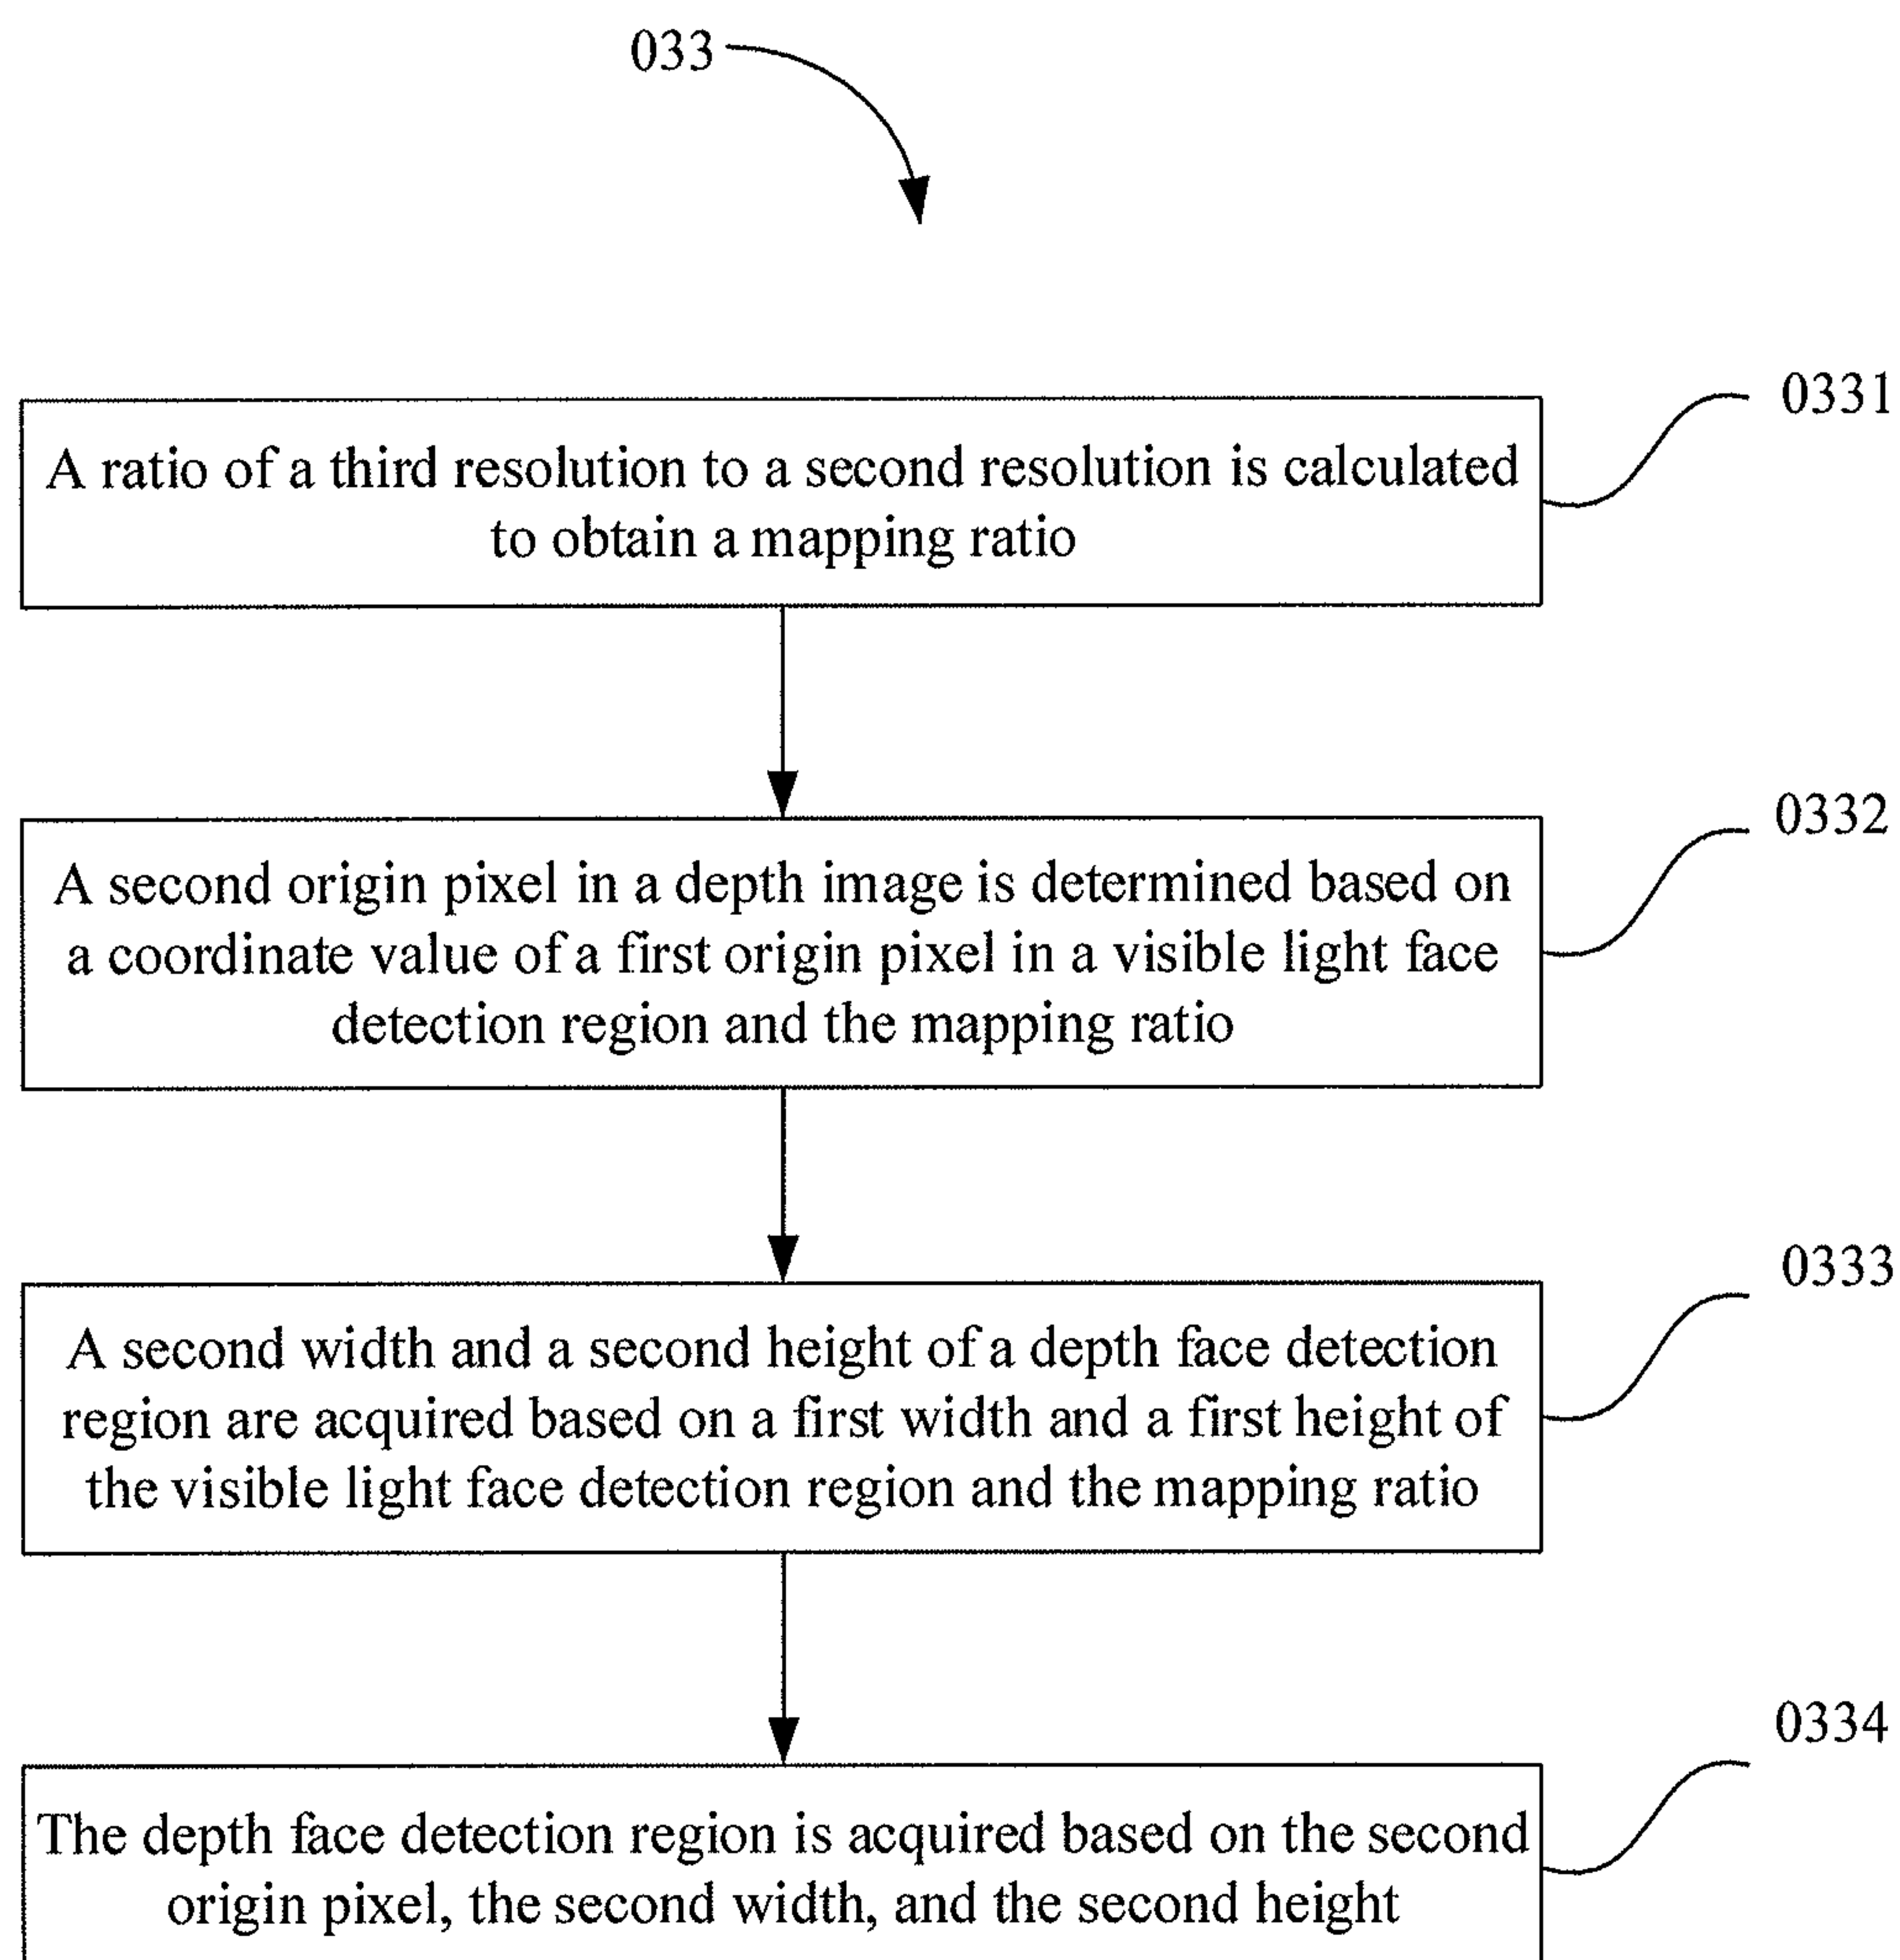 033
0331
A ratio of a third resolution to a second resolution is calculated
to obtain a mapping ratio
0332
A second origin pixel in a depth image is determined based on
a coordinate value of a first origin pixel in a visible light face
detection region and the mapping ratio
0333
A second width and a second height of a depth face detection
region are acquired based on a first width and a first height of
the visible light face detection region and the mapping ratio
0334
The depth face detection region is acquired based on the second
origin pixel, the second width, and the second height